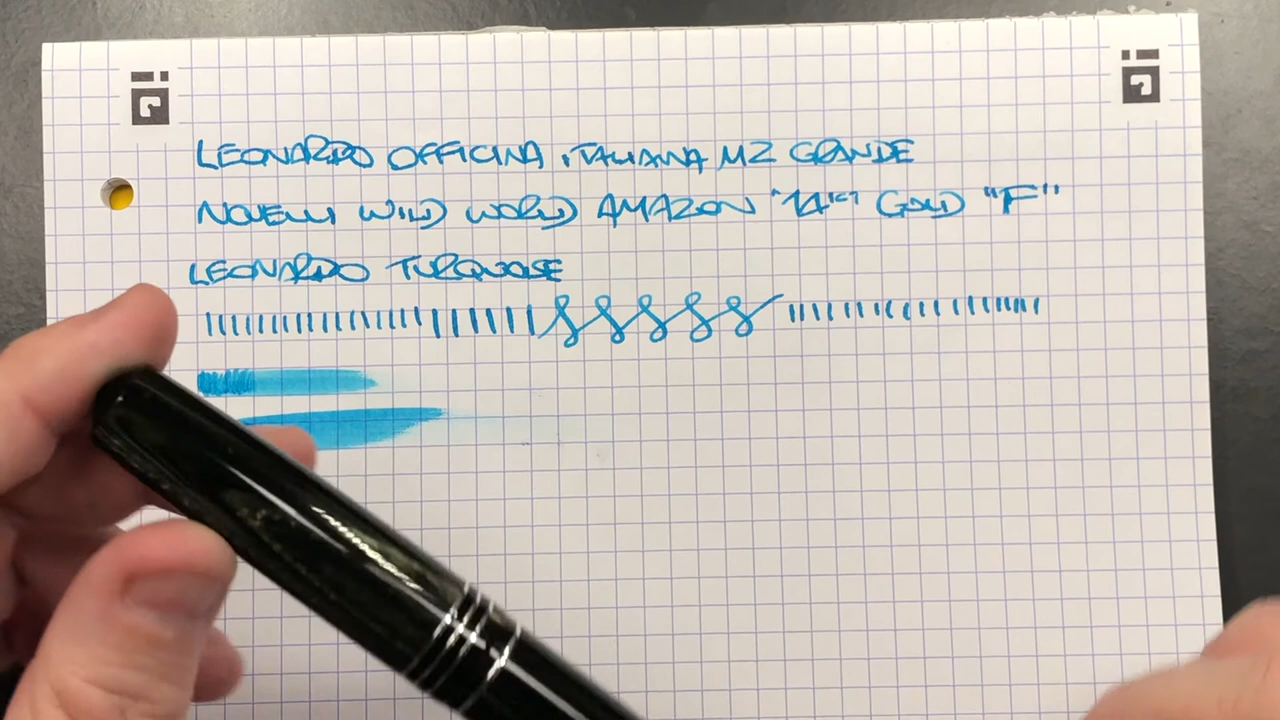 LEONARDO OFFICINA ITALIANA MZ GRANDE
NOVELLI WILD WORLD AMAZON 14KT GOLD "F"
LEONARDO TURQUOISE